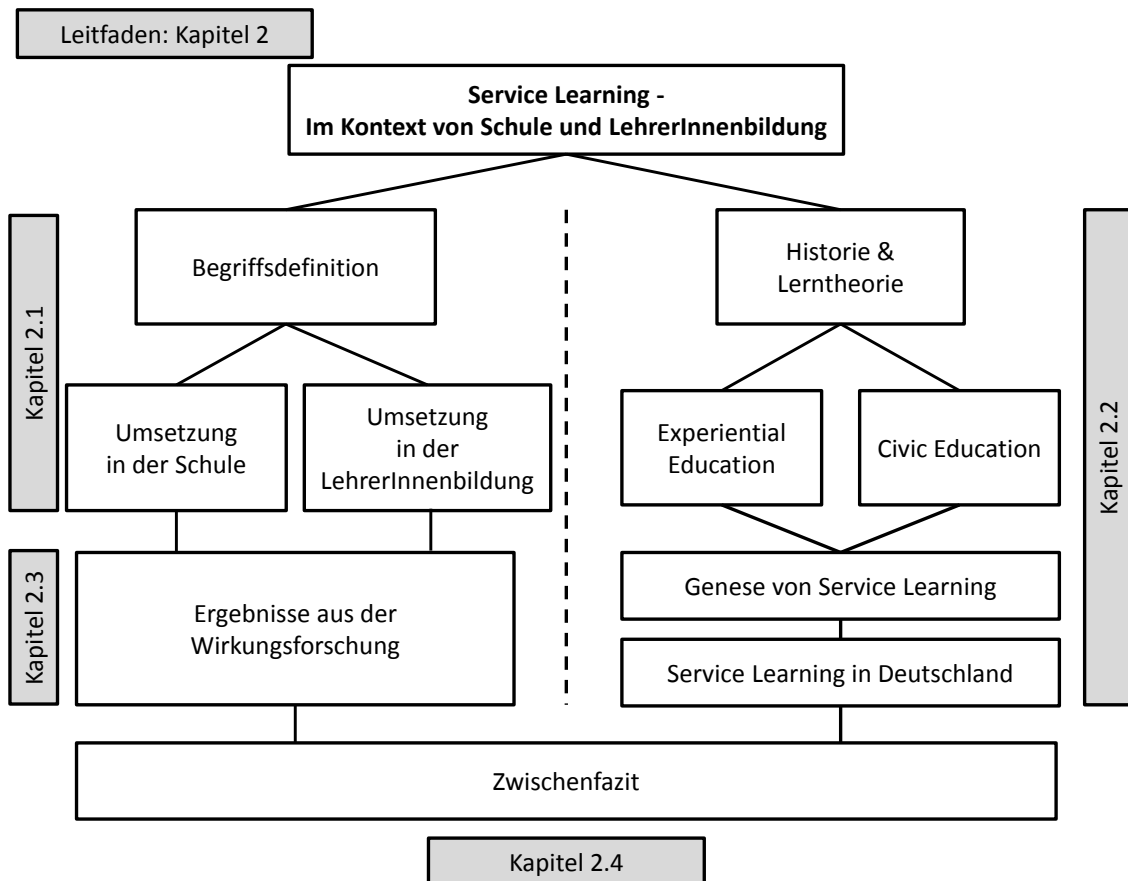 Leitfaden: Kapitel 2
Service Learning -
Im Kontext von Schule und LehrerInnenbildung
Kapitel 2.1
Begriffsdefinition
Historie &
Lerntheorie
Umsetzung
in der Schule
Umsetzung
in der
LehrerInnenbildung
Experiential
Education
Civic Education
Kapitel 2.2
Kapitel 2.3
Ergebnisse aus der
Wirkungsforschung
Genese von Service Learning
Service Learning in Deutschland
Zwischenfazit
Kapitel 2.4